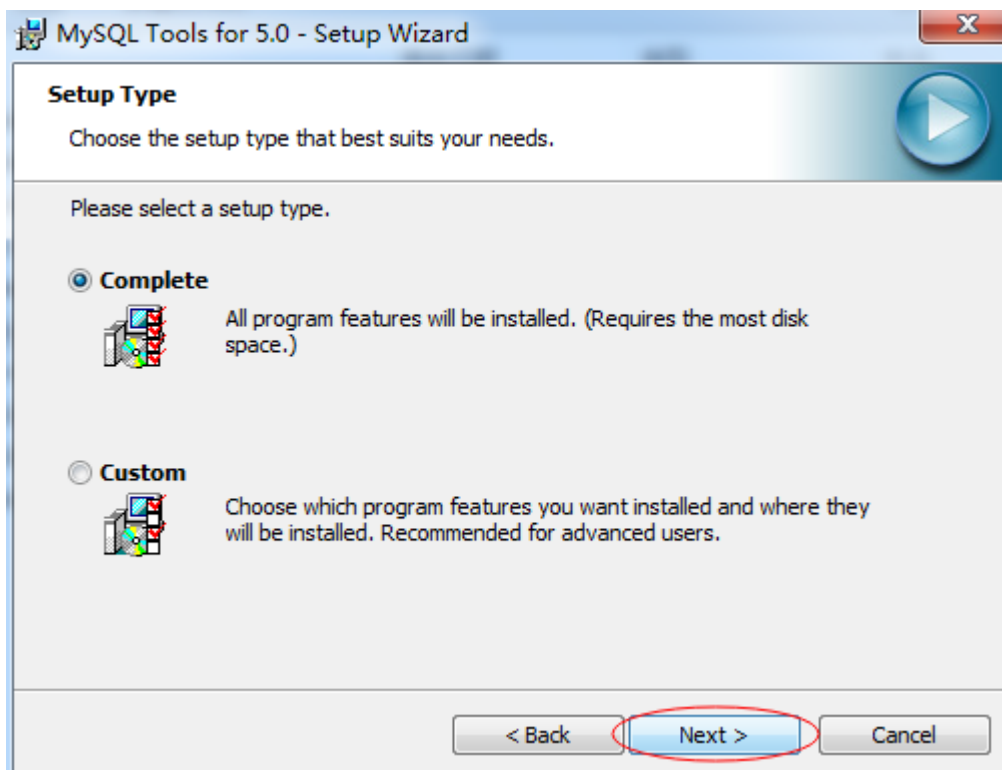 MySQL Tools for 5.0 - Setup Wizard
Setup Type
Choose the setup type that best suits your needs.
Please select a setup type.
Complete
All program features will be installed. (Requires the most disk
space.)
Custom
Choose which program features you want installed and where they
will be installed. Recommended for advanced users.
< Back
Next >
Cancel